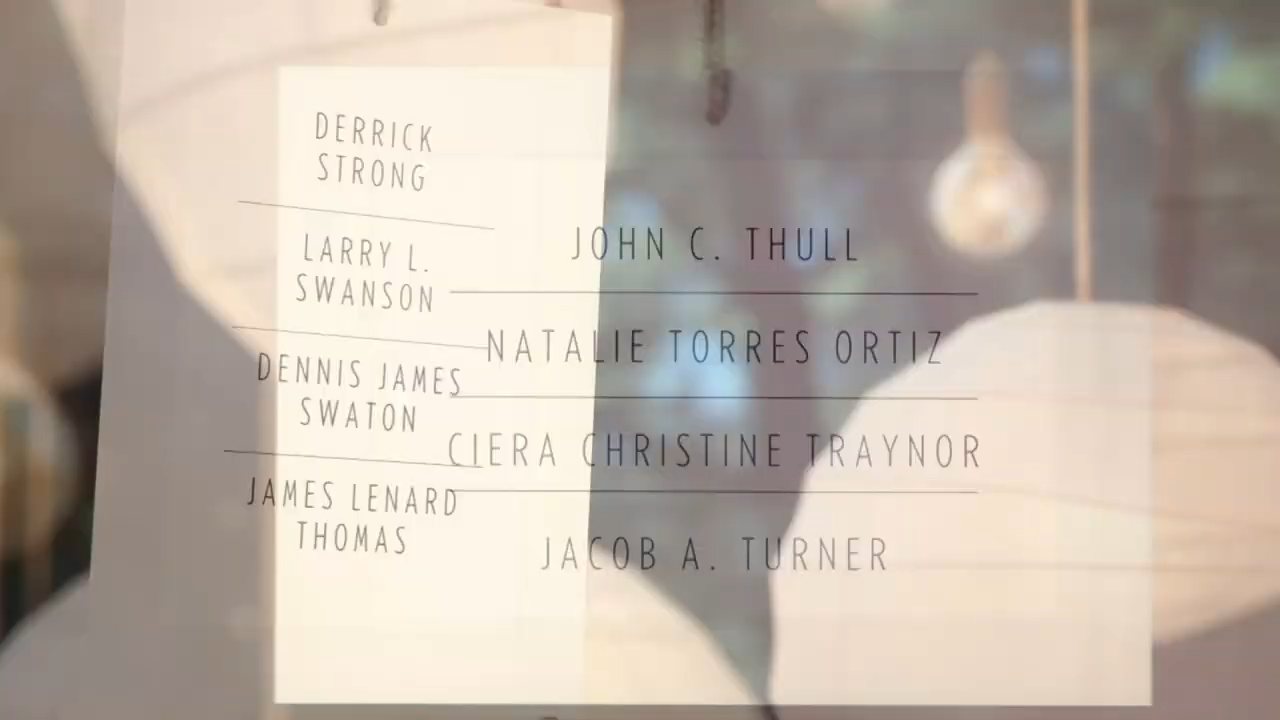 DERRICK
STRONG
LARRY L.
SWANSON
DENNIS JAMES
SWATON
JAMES LENARD
THOMAS
JOHN C. THULL
NATALIE TORRES ORTIZ
CIERA CHRISTINE TRAYNOR
JACOB A. TURNER